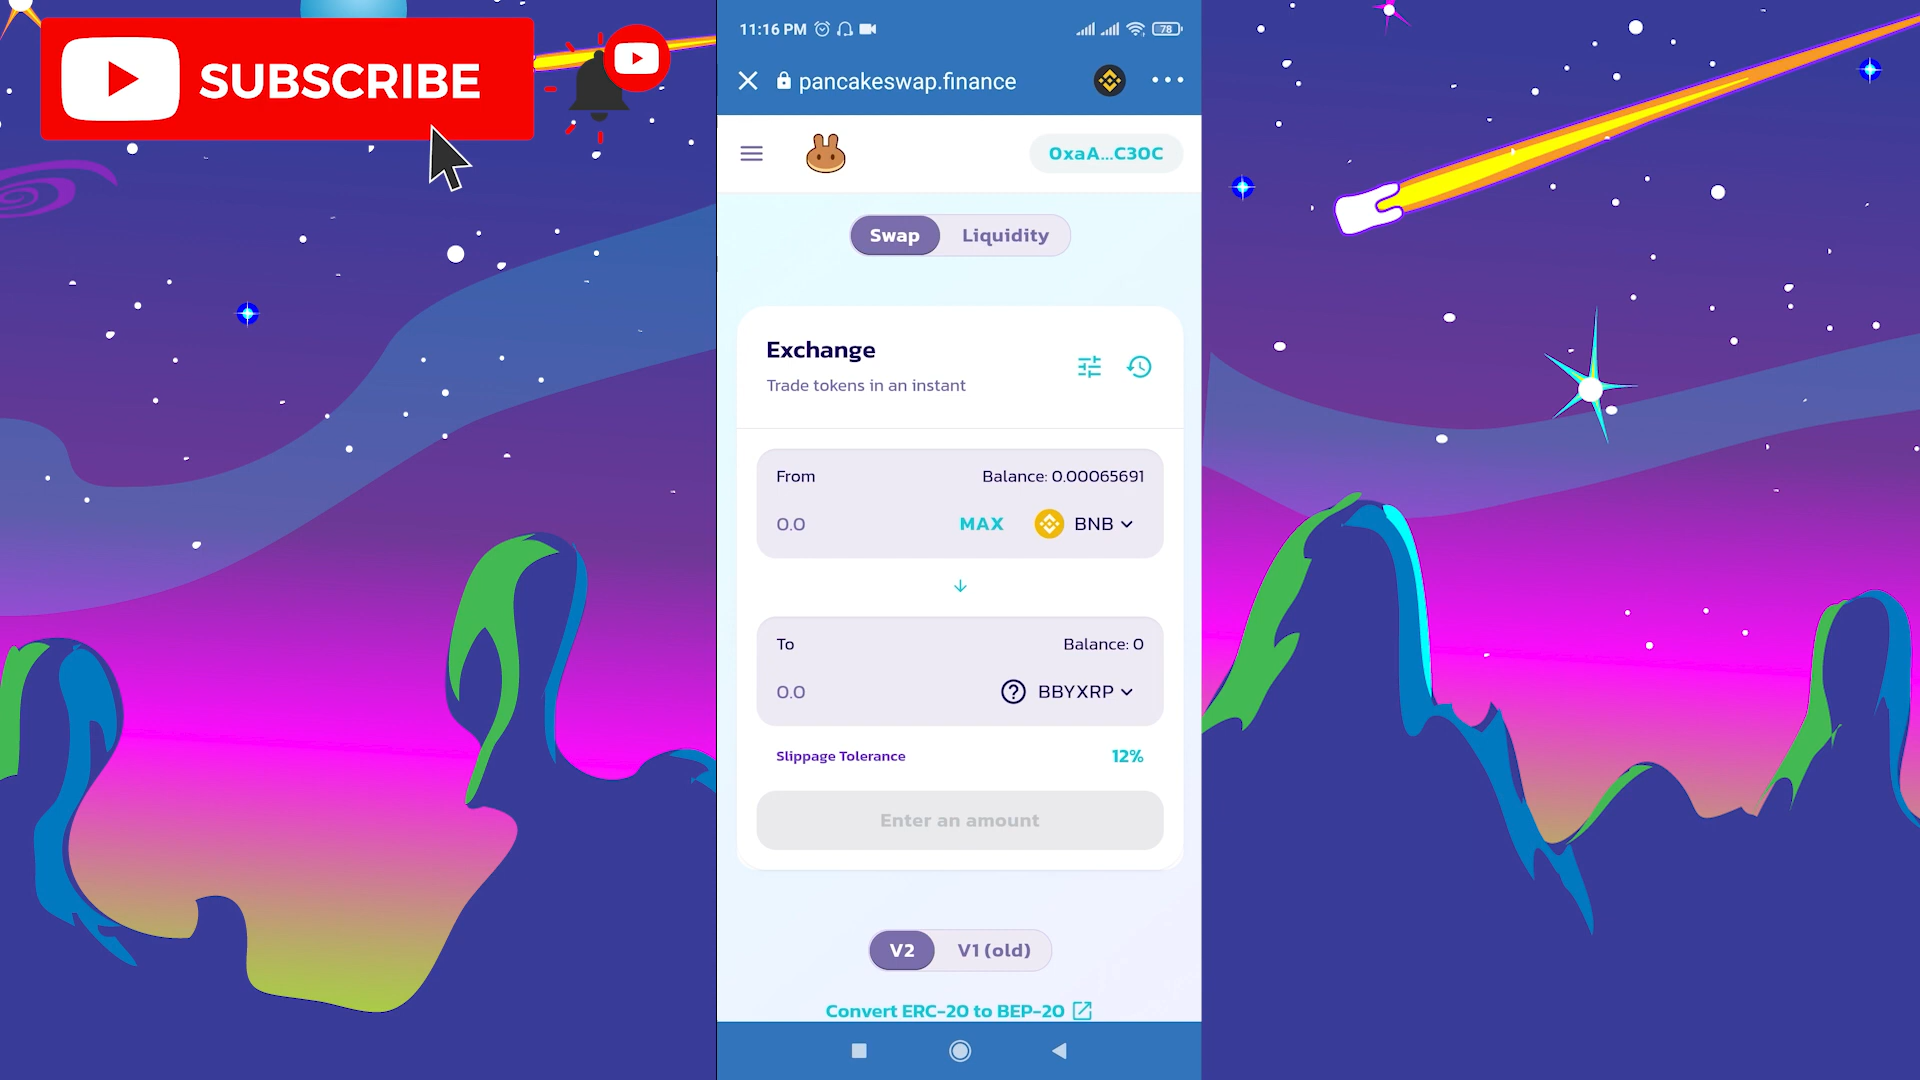 SUBSCRIBE
11:16 PM
78
pancakeswap.finance
0xaA...C30C
Swap
Liquidity
Exchange
Trade tokens in an instant
From
Balance: 0.00065691
0.0
MAX
BNB
To
Balance: 0
0.0
BBYXRP
Slippage Tolerance
12%
Enter an amount
V2
V1 (old)
Convert ERC-20 to BEP-20